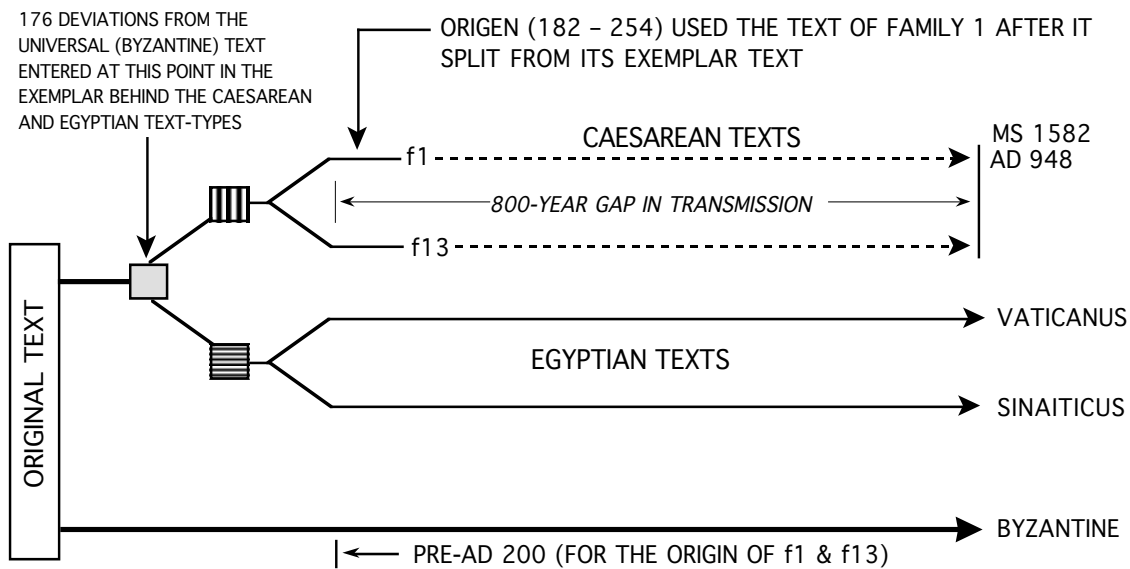 176 DEVIATIONS FROM THE
UNIVERSAL (BYZANTINE) TEXT
ENTERED AT THIS POINT IN THE
EXEMPLAR BEHIND THE CAESAREAN
AND EGYPTIAN TEXT-TYPES
ORIGEN (182 – 254) USED THE TEXT OF FAMILY 1 AFTER IT
SPLIT FROM ITS EXEMPLAR TEXT
CAESAREAN TEXTS
MS 1582
AD 948
f1
800-YEAR GAP IN TRANSMISSION
f13
ORIGINAL TEXT
VATICANUS
EGYPTIAN TEXTS
SINAITICUS
BYZANTINE
PRE-AD 200 (FOR THE ORIGIN OF f1 & f13)